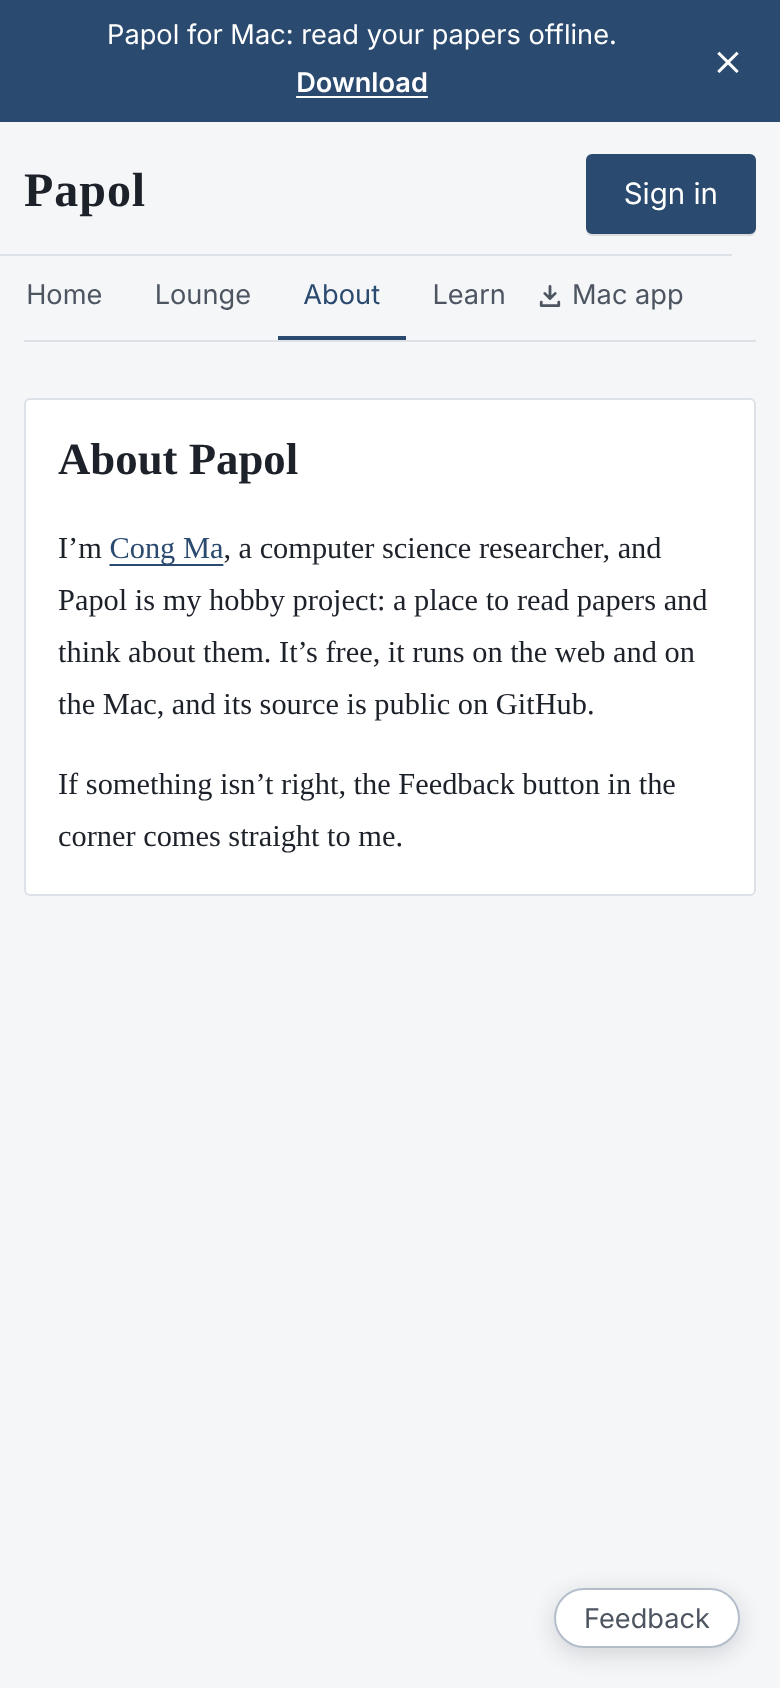 Papol for Mac: read your papers offline.
Download
Papol
Sign in
Home Lounge About Learn Mac app
About Papol
I’m Cong Ma, a computer science researcher, and
Papol is my hobby project: a place to read papers and
think about them. It’s free, it runs on the web and on
the Mac, and its source is public on GitHub.
If something isn’t right, the Feedback button in the
corner comes straight to me.
Feedback